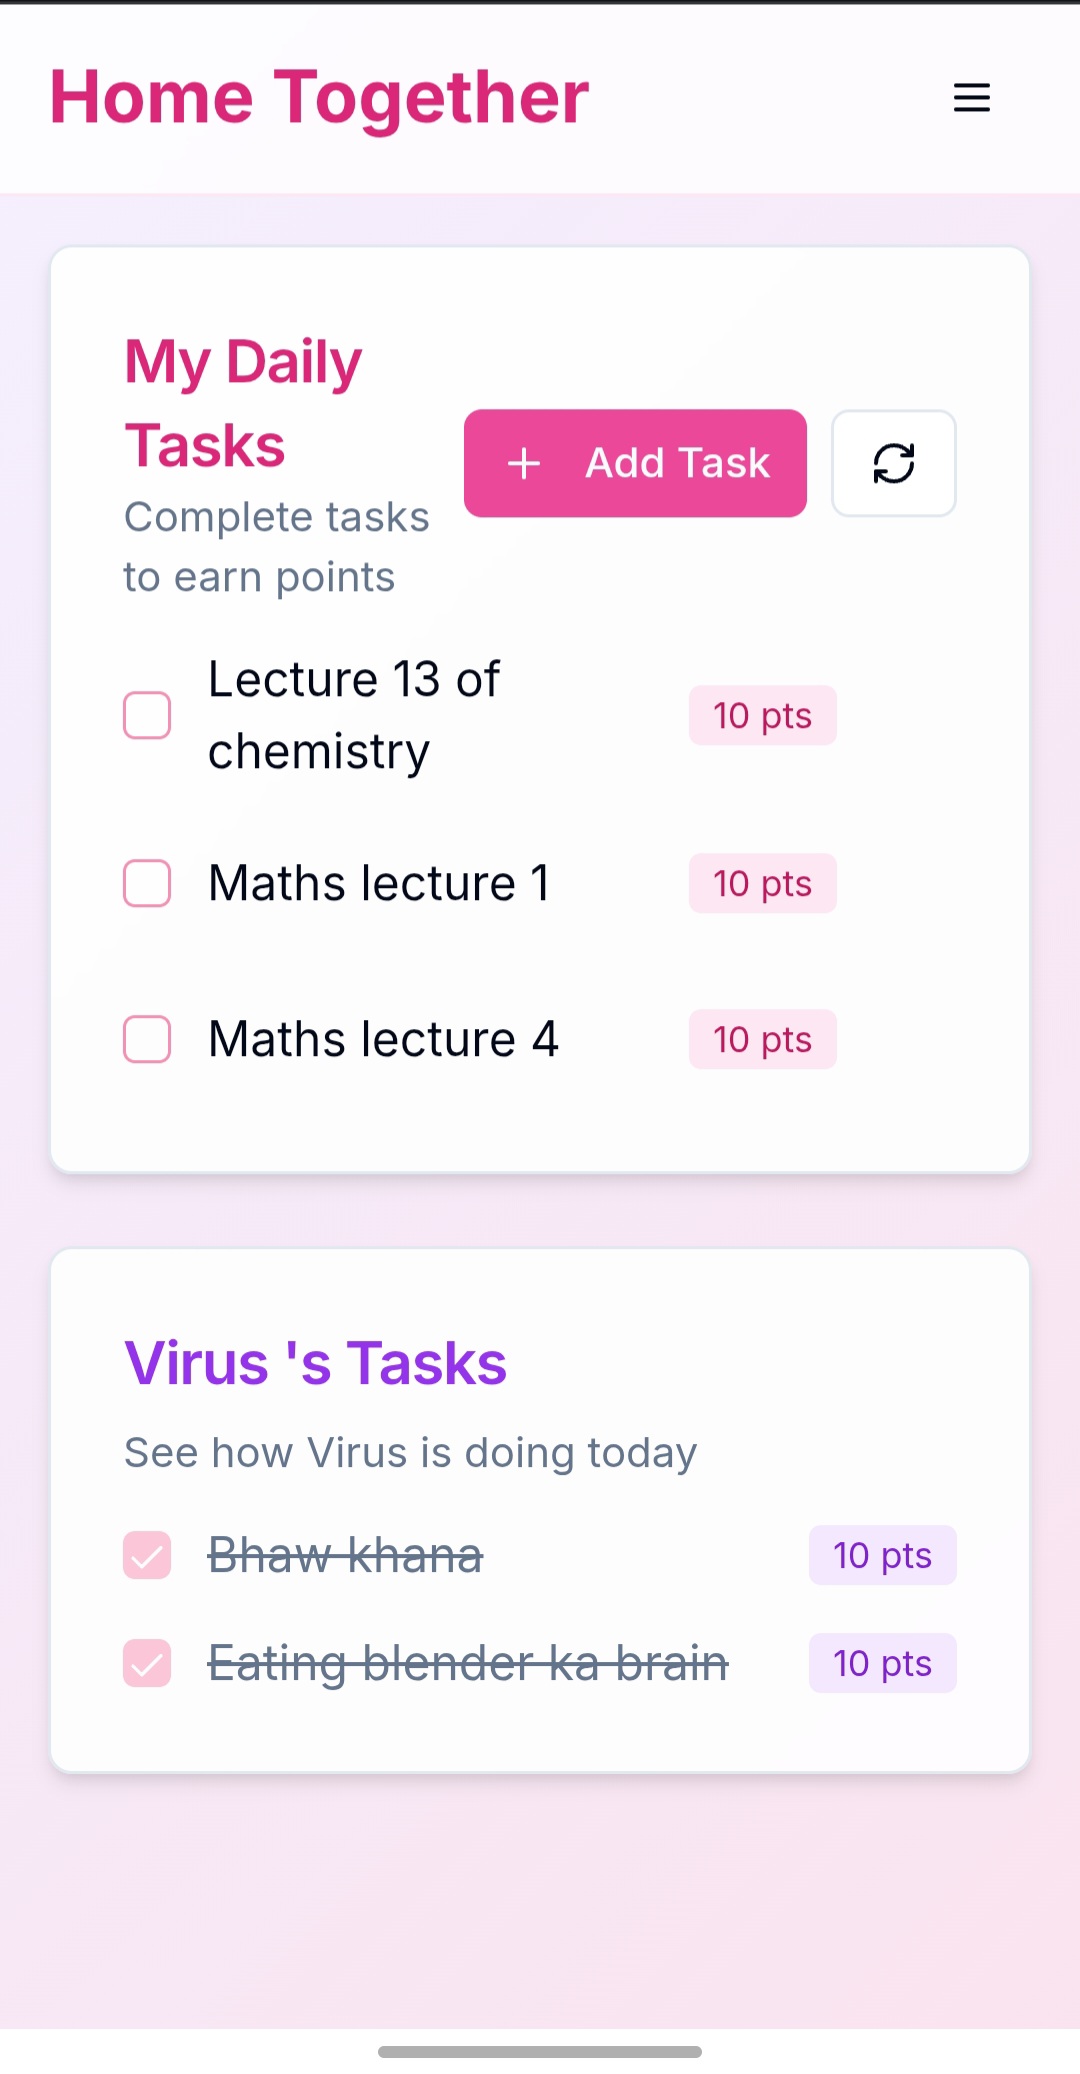 Home Together
My Daily
Tasks
Complete tasks
to earn points
Add Task
Lecture 13 of
chemistry
10 pts
Maths lecture 1
10 pts
Maths lecture 4
10 pts
Virus 's Tasks
See how Virus is doing today
Bhaw khana
10 pts
Eating blender ka brain
10 pts